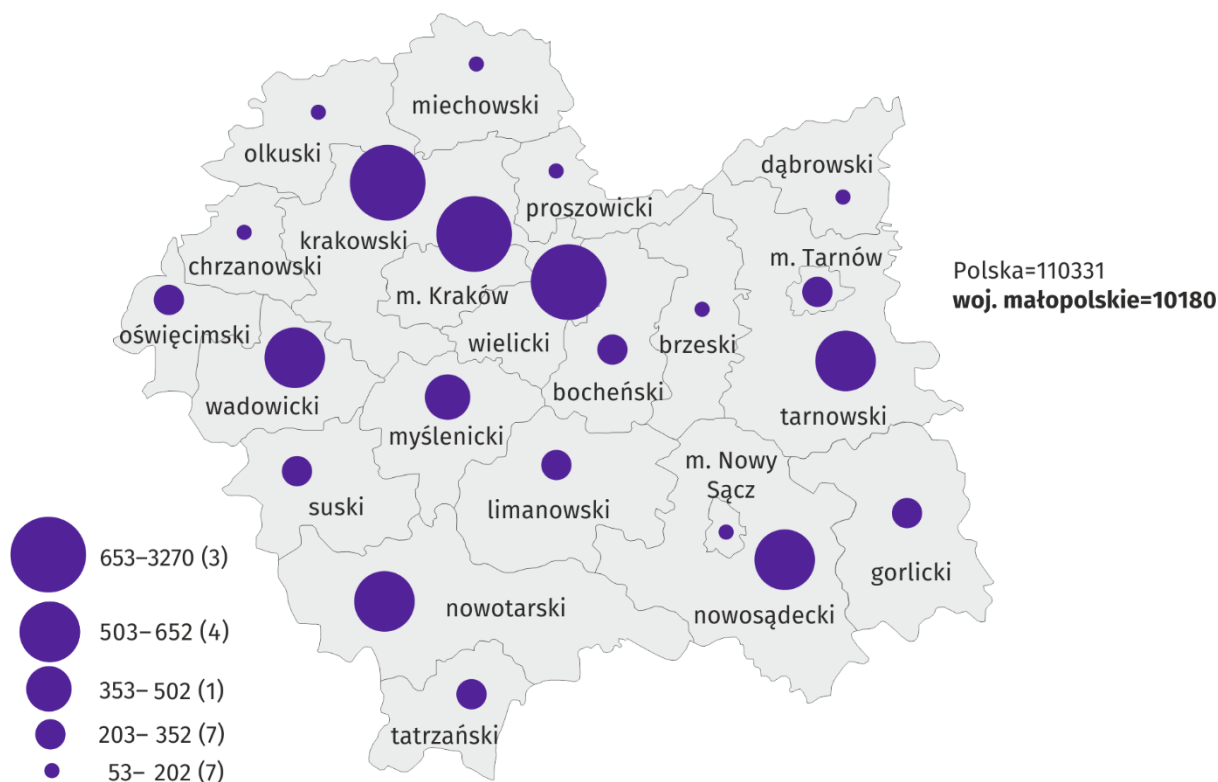 miechowski
olkuski
dąbrowski
proszowicki
krakowski
m. Tarnów
chrzanowski
Polska=110331
m. Kraków
woj. małopolskie=10180
oświęcimski
wielicki
brzeski
bocheński
wadowicki
tarnowski
myślenicki
m. Nowy
Sącz
suski
limanowski
653–3270 (3)
gorlicki
nowotarski
nowosądecki
503– 652 (4)
353– 502 (1)
203– 352 (7)
tatrzański
53– 202 (7)